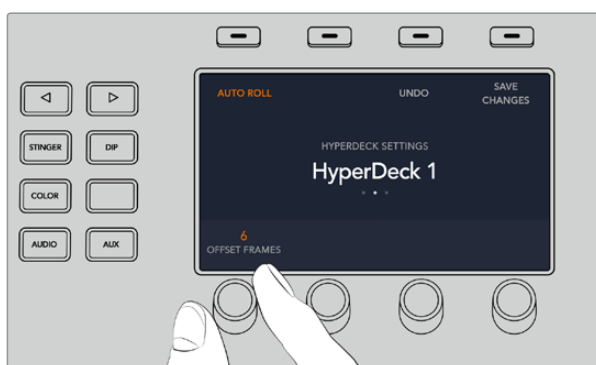 AUTO ROLL
UNDO
SAVE
CHANGES
STINGER
DIP
HYPERDECK SETTINGS
HyperDeck 1
COLOR
AUDIO
AUX
6
OFFSET FRAMES